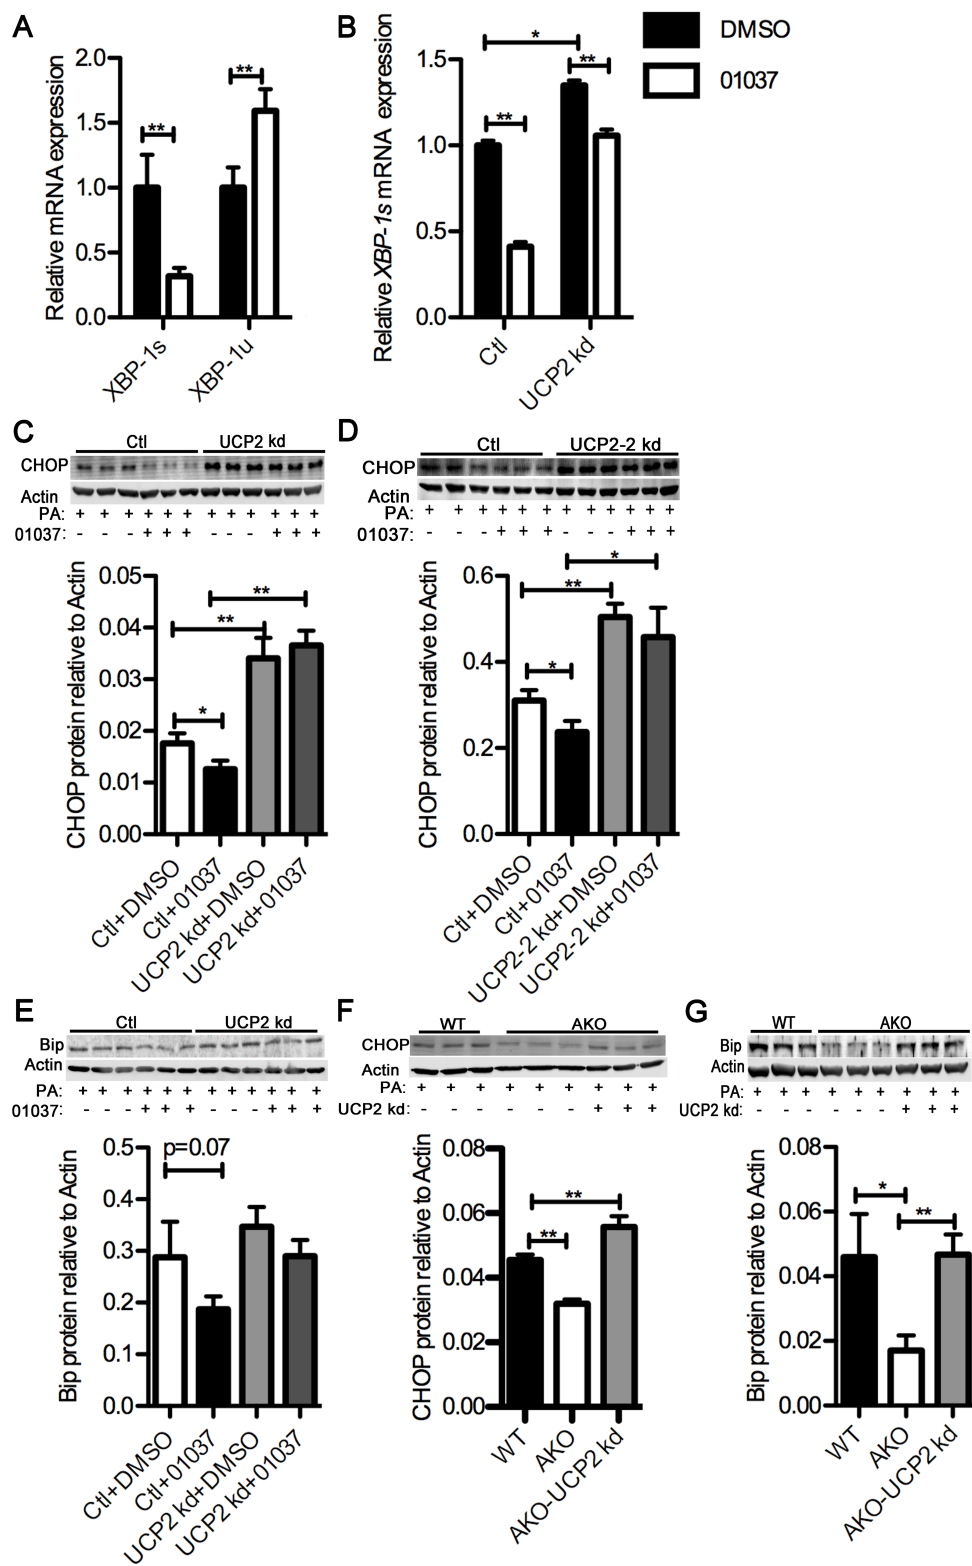 A
Relative mRNA expression
2.0
1.5
1.0
0.5
0.0
**
**
XBP-1s
XBP-1u
B
Relative XBP-1s mRNA expression
1.5
1.0
0.5
0.0
*
**
**
Ctl
UCP2 kd
DMSO
01037
C
Ctl
UCP2 kd
CHOP
Actin
PA: + + + + + + + + + + + +
01037: - - - + + + - - - + + +
CHOP protein relative to Actin
0.05
0.04
0.03
0.02
0.01
0.00
**
**
*
Ctl+DMSO
Ctl+01037
UCP2 kd+DMSO
UCP2 kd+01037
D
Ctl
UCP2-2 kd
CHOP
Actin
PA: + + + + + + + + + + + +
01037: - - - + + + - - - + + +
CHOP protein relative to Actin
0.6
0.4
0.2
0.0
*
**
*
Ctl+DMSO
Ctl+01037
UCP2-2 kd+DMSO
UCP2-2 kd+01037
E
Ctl
UCP2 kd
Bip
Actin
PA: + + + + + + + + + + + +
01037: - - - + + + - - - + + +
Bip protein relative to Actin
0.5
0.4
0.3
0.2
0.1
0.0
p=0.07
Ctl+DMSO
Ctl+01037
UCP2 kd+DMSO
UCP2 kd+01037
F
WT
AKO
CHOP
Actin
PA: + + + + + + + + +
UCP2 kd: - - - - - - + + +
CHOP protein relative to Actin
0.08
0.06
0.04
0.02
0.00
**
**
WT
AKO
AKO-UCP2 kd
G
WT
AKO
Bip
Actin
PA: + + + + + + + + +
UCP2 kd: - - - - - - + + +
Bip protein relative to Actin
0.08
0.06
0.04
0.02
0.00
*
**
WT
AKO
AKO-UCP2 kd